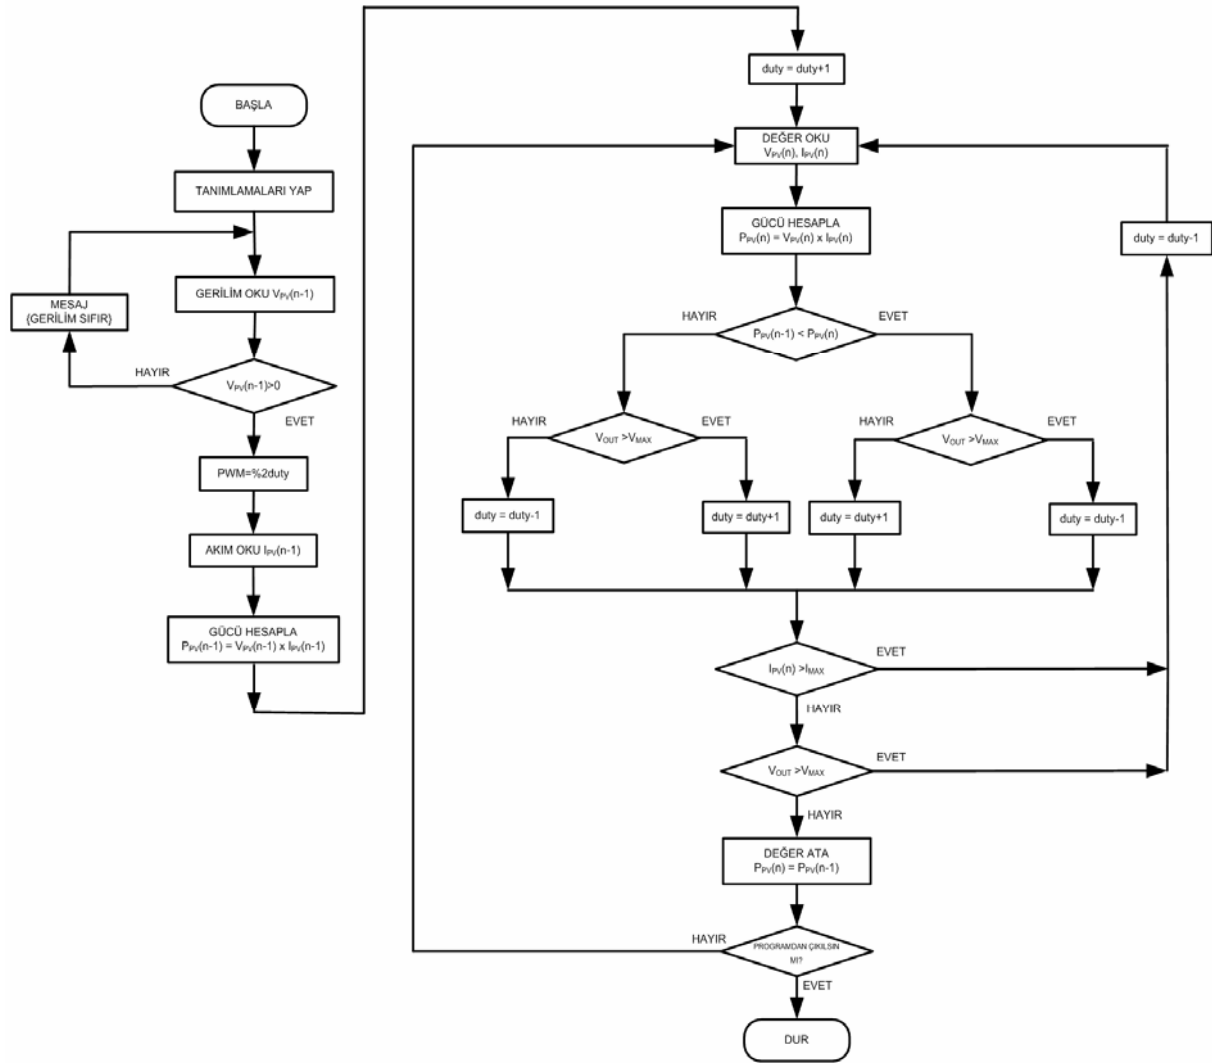 BAŞLA
TANIMLAMALARI YAP
GERİLİM OKU VPV(n-1)
MESAJ
{GERİLİM SIFIR}
HAYIR
VPV(n-1)>0
EVET
PWM=%2duty
AKIM OKU IPV(n-1)
GÜCÜ HESAPLA
PPV(n-1) = VPV(n-1) x IPV(n-1)
duty = duty+1
DEĞER OKU
VPV(n), IPV(n)
GÜCÜ HESAPLA
PPV(n) = VPV(n) x IPV(n)
duty = duty-1
HAYIR
EVET
PPV(n-1) < PPV(n)
HAYIR
VOUT >VMAX
EVET
HAYIR
VOUT >VMAX
EVET
duty = duty-1
duty = duty+1
duty = duty+1
duty = duty-1
IPV(n) >IMAX
EVET
HAYIR
VOUT >VMAX
EVET
HAYIR
DEĞER ATA
PPV(n) = PPV(n-1)
HAYIR
PROGRAMDAN ÇIKILSIN
MI?
EVET
DUR